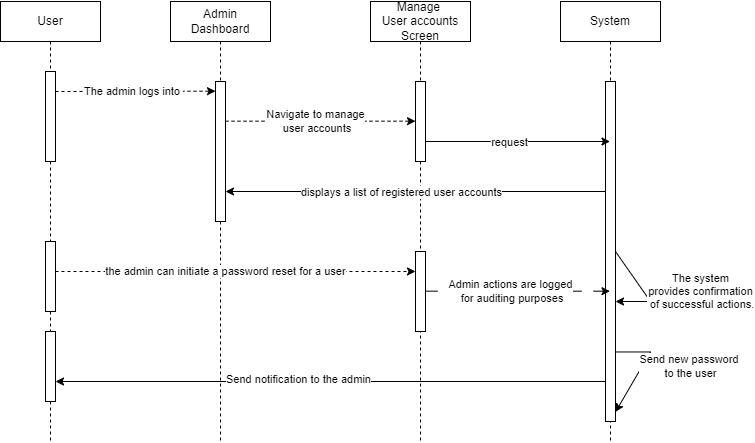 User
Admin
Dashboard
Manage
User accounts
Screen
System
The admin logs into
Navigate to manage
user accounts
request
displays a list of registered user accounts
the admin can initiate a password reset for a user
Admin actions are logged
for auditing purposes
The system
provides confirmation
of successful actions.
Send new password
to the user
Send notification to the admin